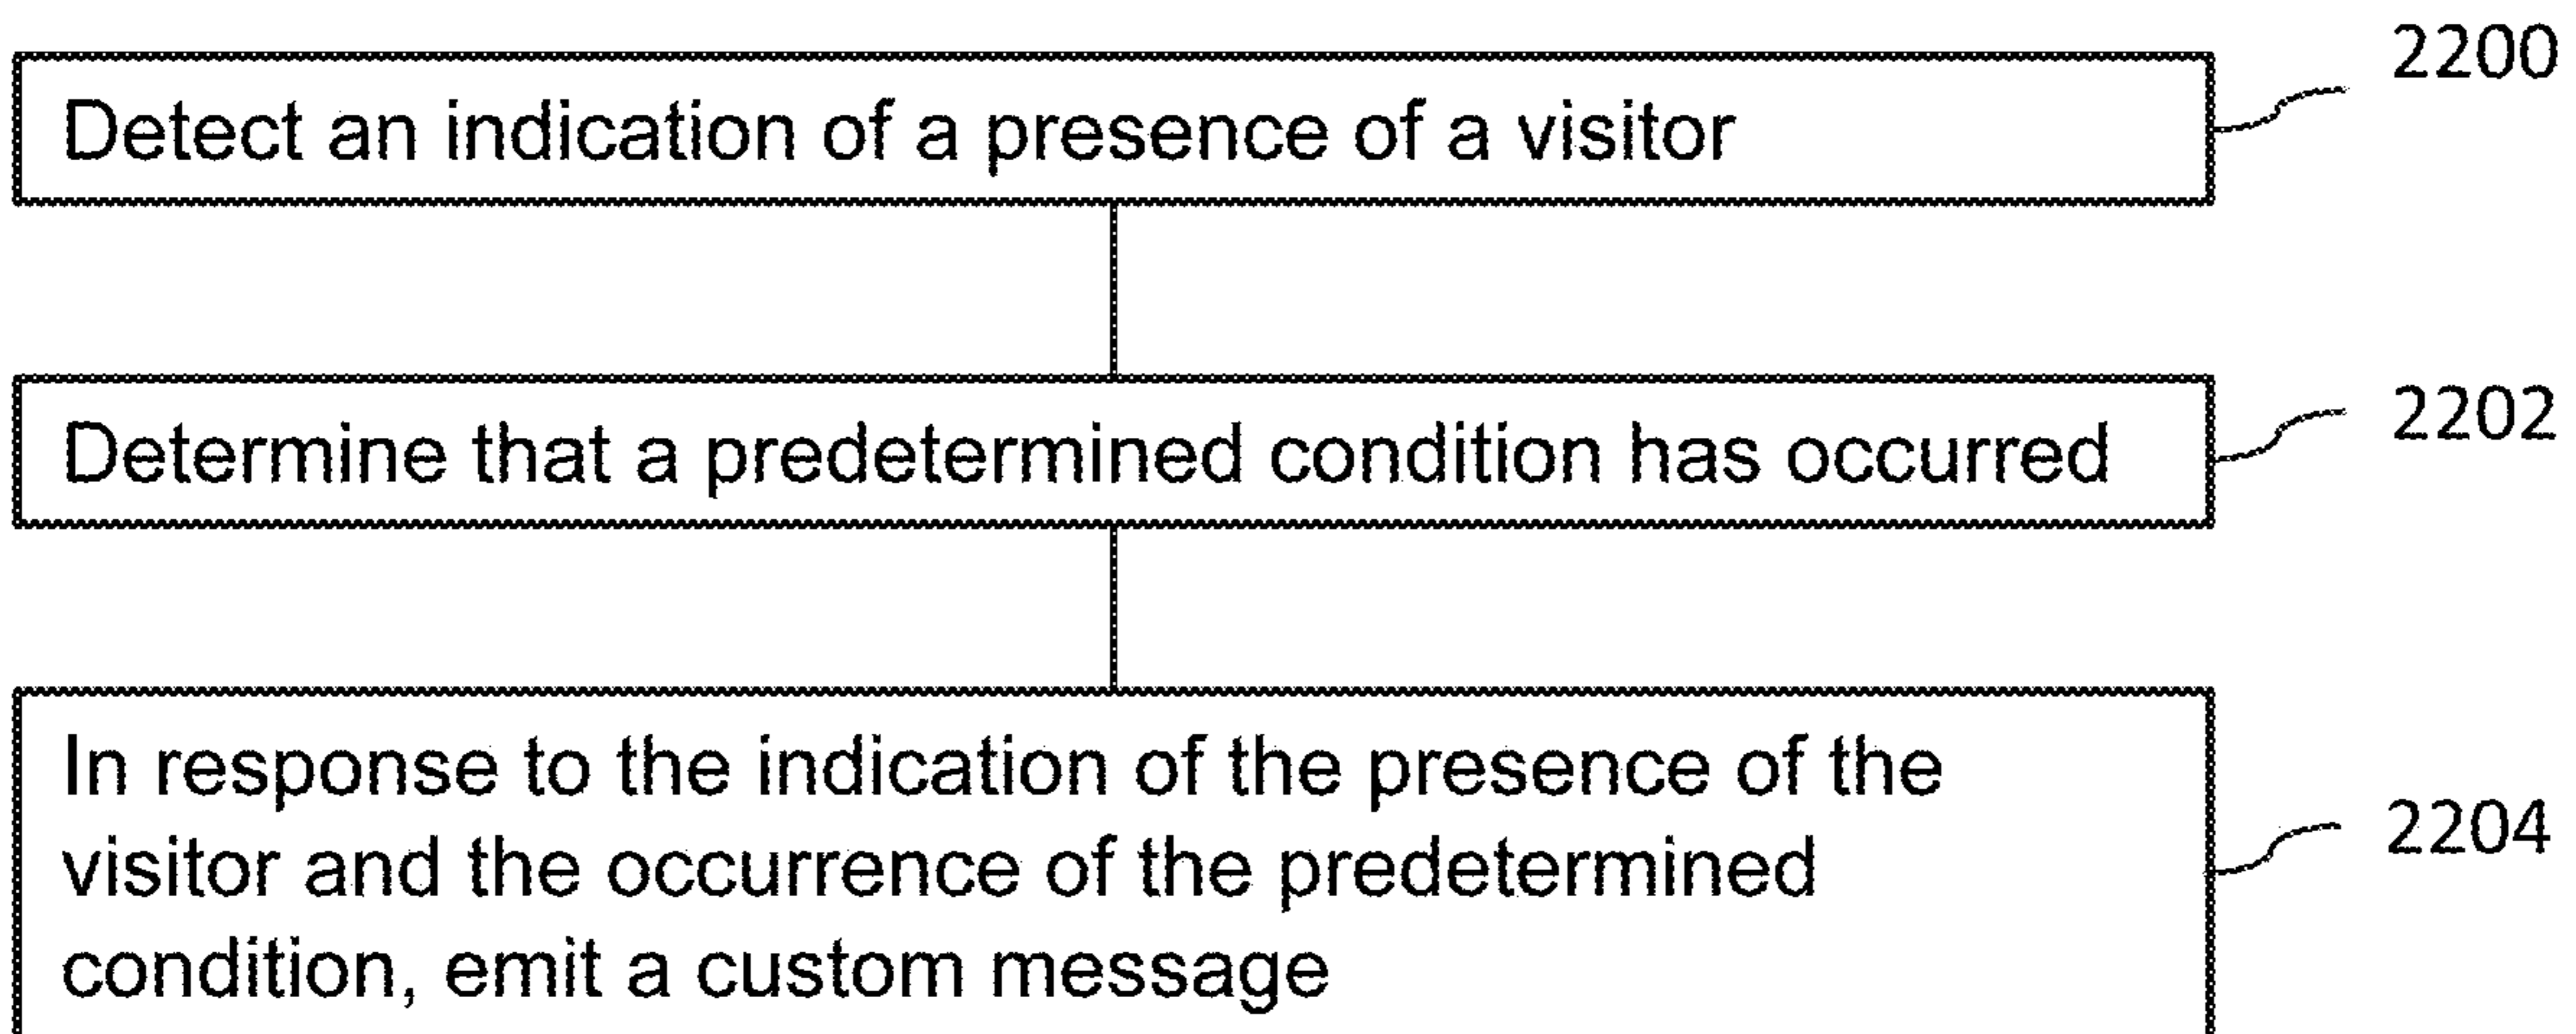 2200
Detect an indication of a presence of a visitor
2202
Determine that a predetermined condition has occurred
In response to the indication of the presence of the
visitor and the occurrence of the predetermined
2204
condition, emit a custom message